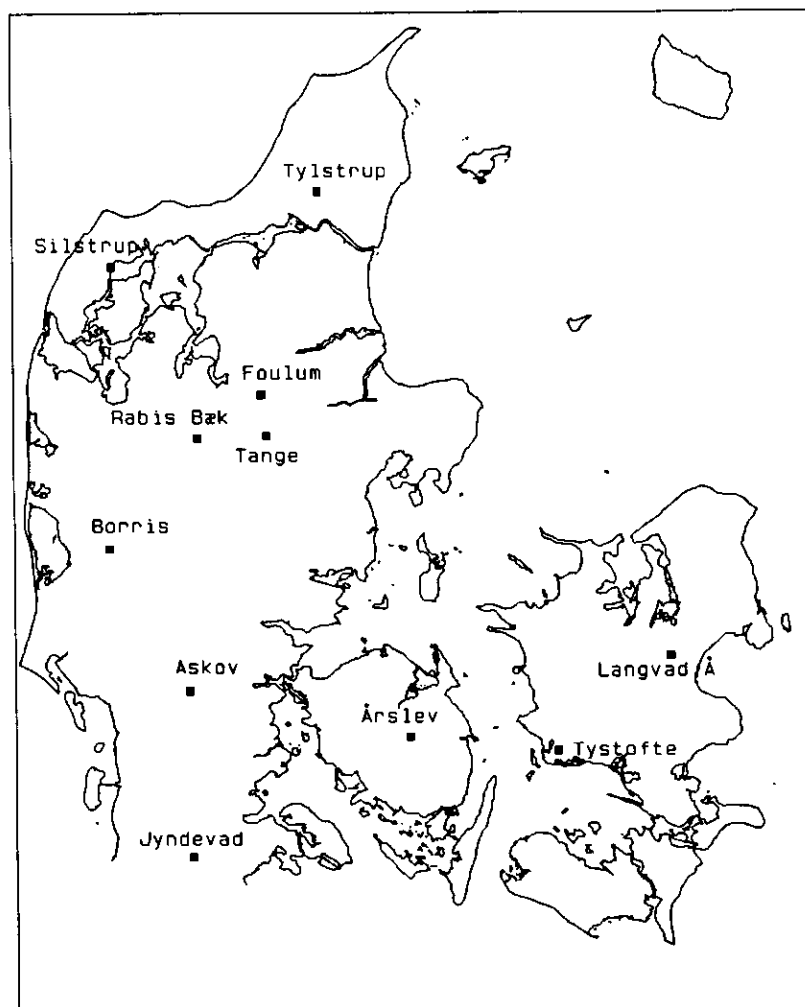 Tylstrup
Silstrup
Foulum
Rabis Bæk
Tange
Borris
Langvad Å
Askov
Årslev
Tystofte
Jyndevad